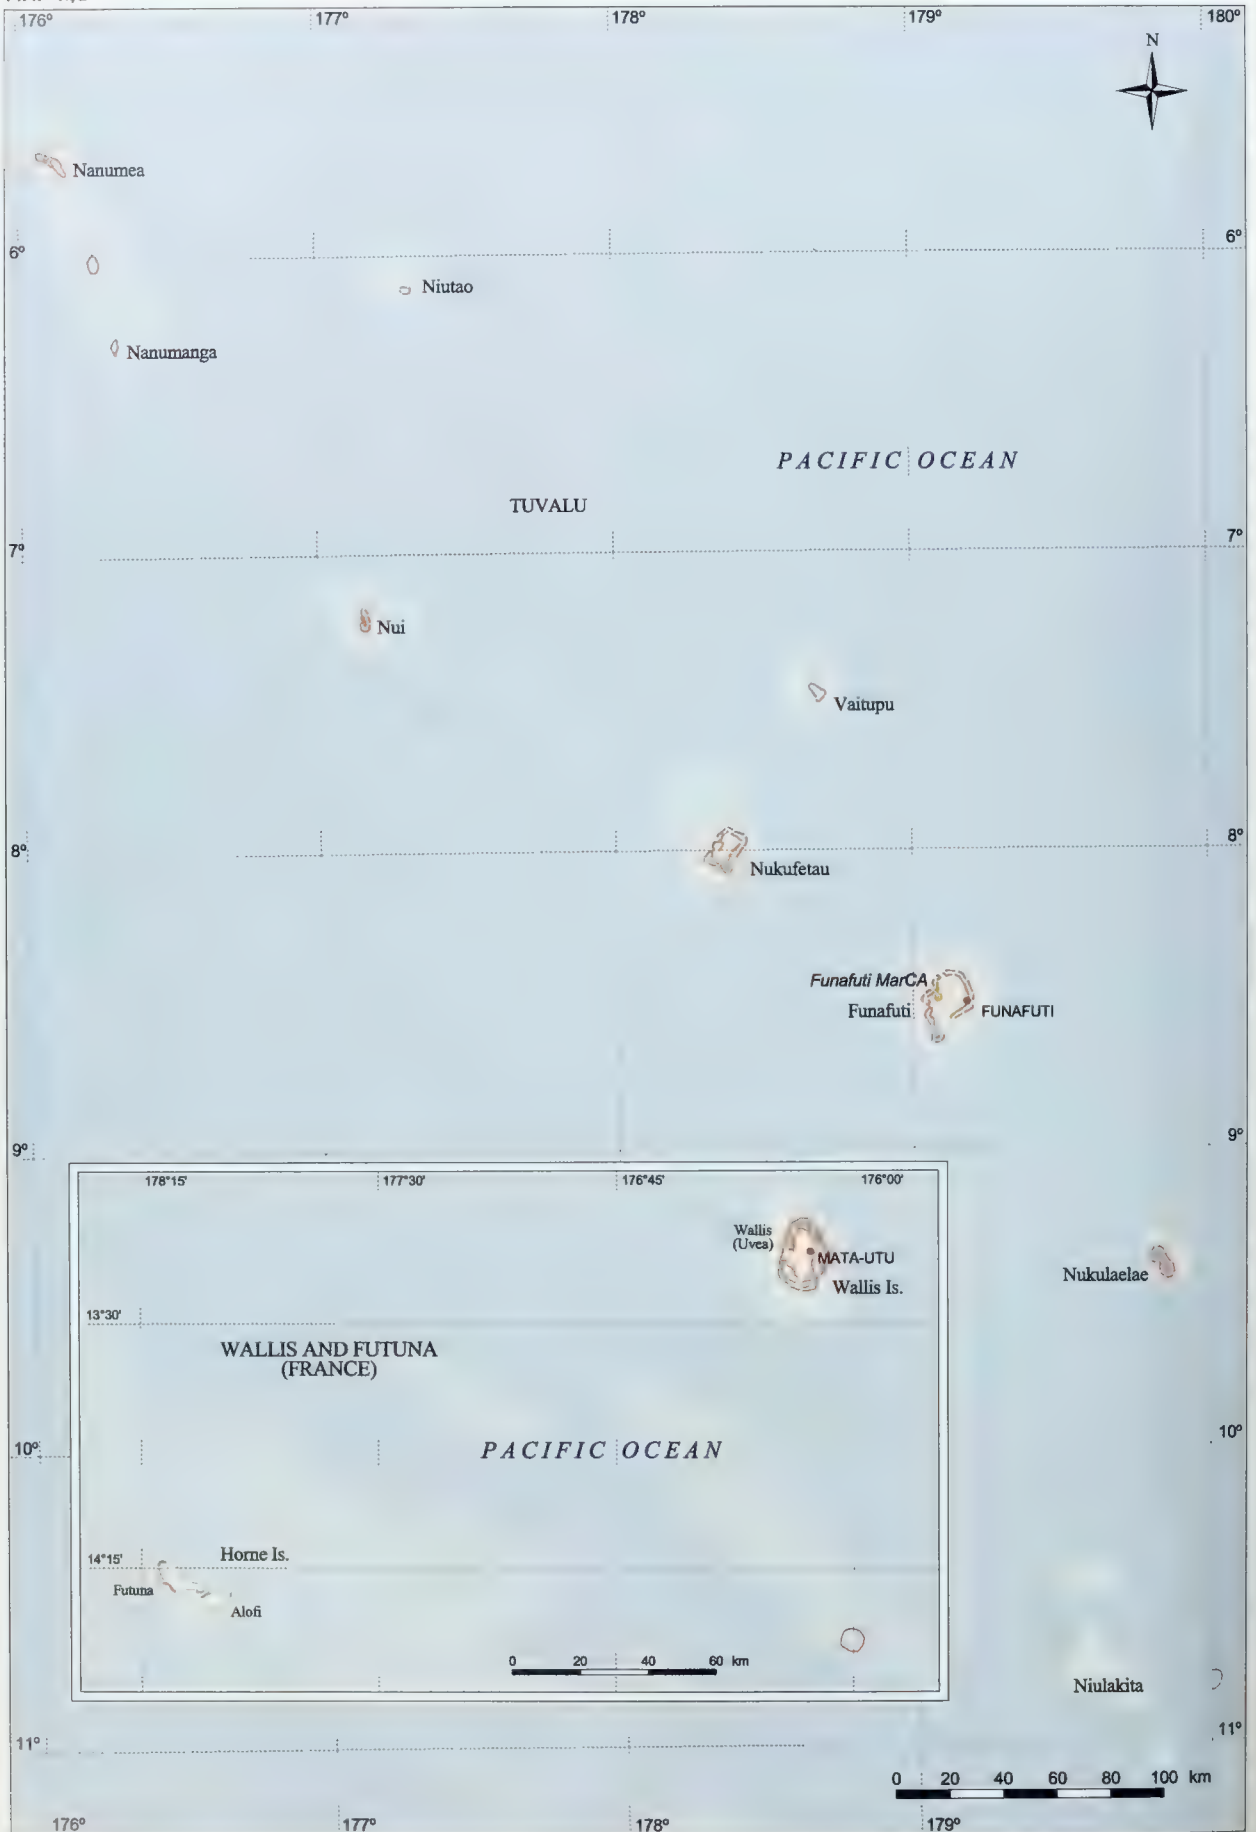 176°
177°
178°
179°
180°
N
Nanumea
6°
6°
Niutao
Nanumanga
PACIFIC OCEAN
TUVALU
7°
7°
Nui
Vaitupu
8°
8°
Nukufetau
Funafuti MarCA
Funafuti
FUNAFUTI
9°
9°
178°15'
177°30'
176°45'
176°00'
Wallis
(Uvea)
MATA-UTU
Wallis Is.
Nukulaelae
13°30'
WALLIS AND FUTUNA
(FRANCE)
10°
10°
PACIFIC OCEAN
14°15'
Horne Is.
Futuna
Alofi
0 20 40 60 km
Niulakita
11°
11°
0 20 40 60 80 100 km
176°
177°
178°
179°